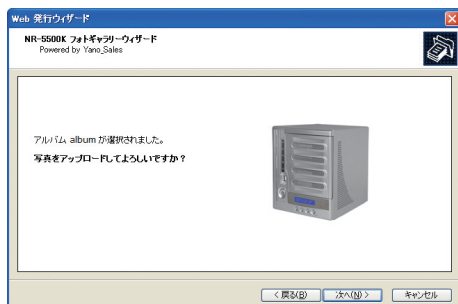 Web 発行ウィザード
NR-5500K フォトギャラリーウィザード
Powered by Yano_Sales
アルバム album が選択されました。
写真をアップロードしてよろしいですか？
< 戻る(B)
次へ(N) >
キャンセル